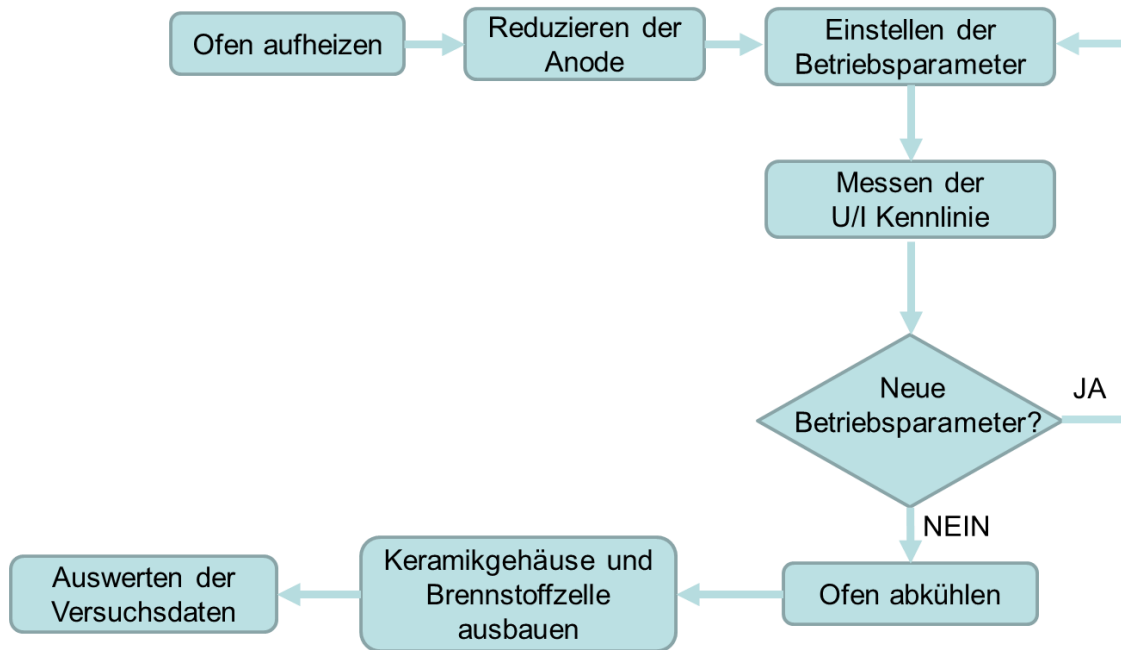 Ofen aufheizen
Reduzieren der
Anode
Einstellen der
Betriebsparameter
Messen der
U/I Kennlinie
Neue
Betriebsparameter?
JA
NEIN
Ofen abkühlen
Keramikgehäuse und
Brennstoffzelle
ausbauen
Auswerten der
Versuchsdaten